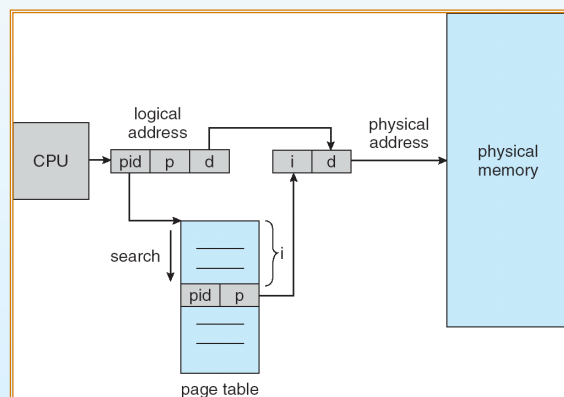 logical
address
physical
address
CPU
pid p d
i d
physical
memory
search
i
pid p
page table